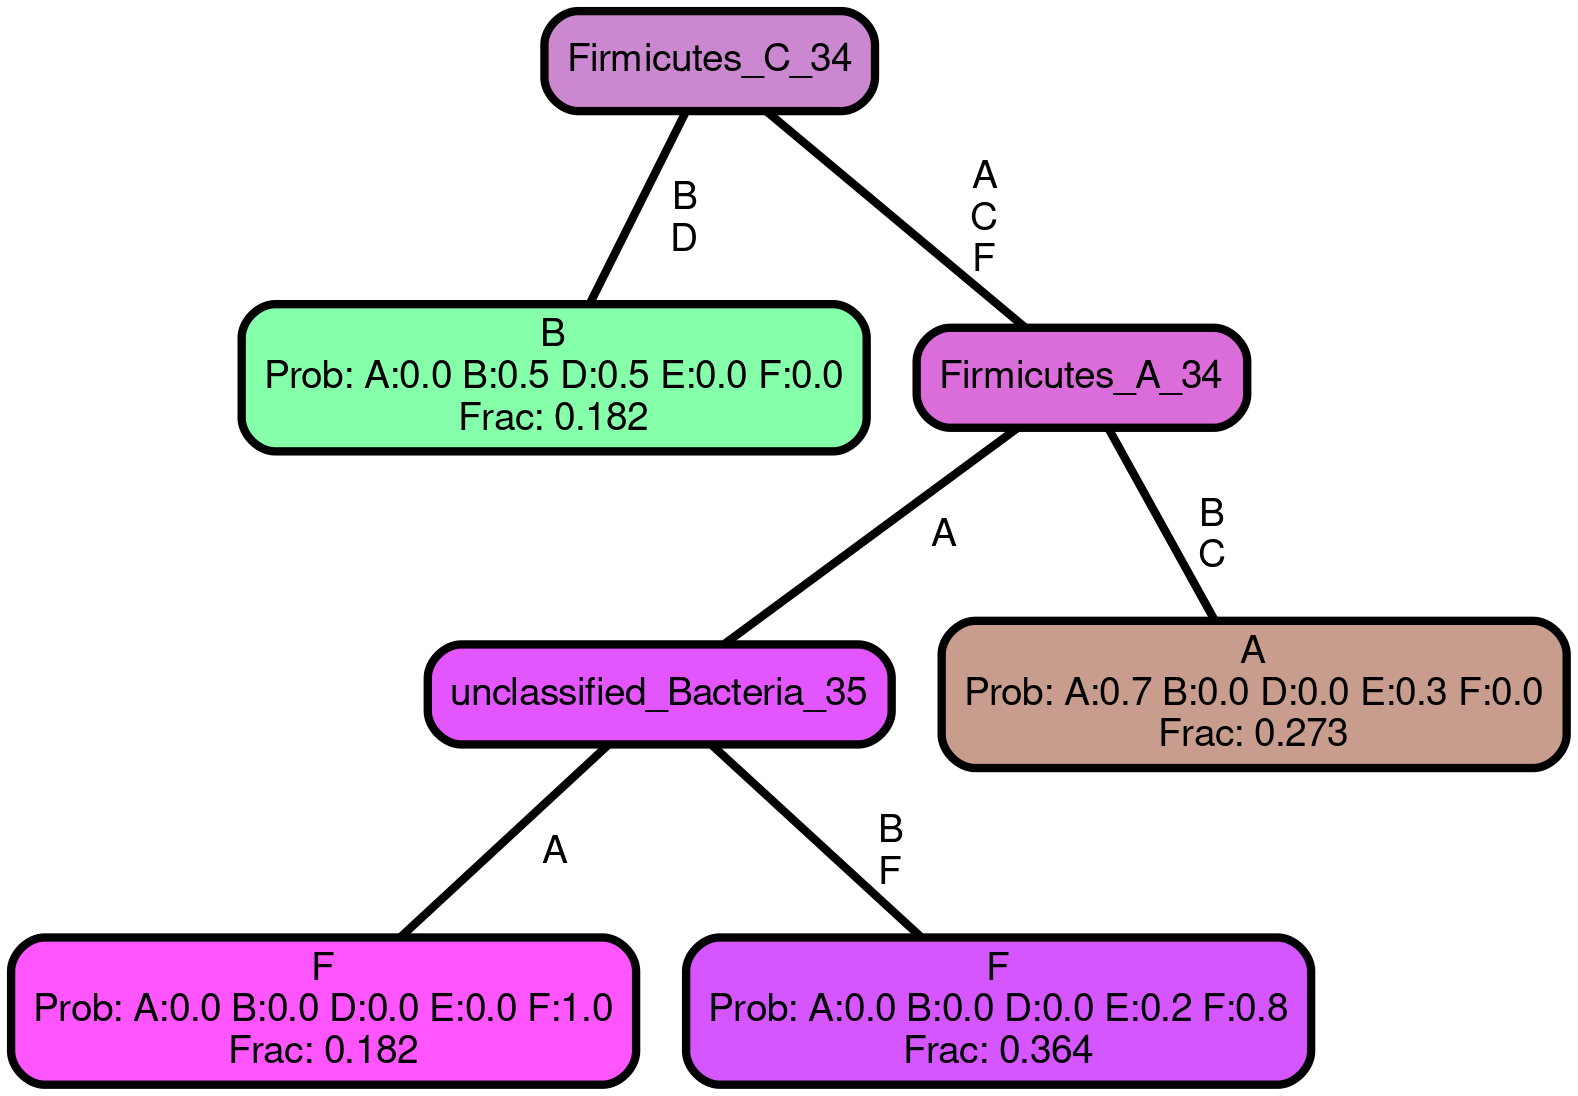 Firmicutes_C_34
B
D
A
C
F
B
Prob: A:0.0 B:0.5 D:0.5 E:0.0 F:0.0
Frac: 0.182
Firmicutes_A_34
A
B
C
unclassified_Bacteria_35
A
Prob: A:0.7 B:0.0 D:0.0 E:0.3 F:0.0
Frac: 0.273
A
B
F
F
Prob: A:0.0 B:0.0 D:0.0 E:0.0 F:1.0
Frac: 0.182
F
Prob: A:0.0 B:0.0 D:0.0 E:0.2 F:0.8
Frac: 0.364